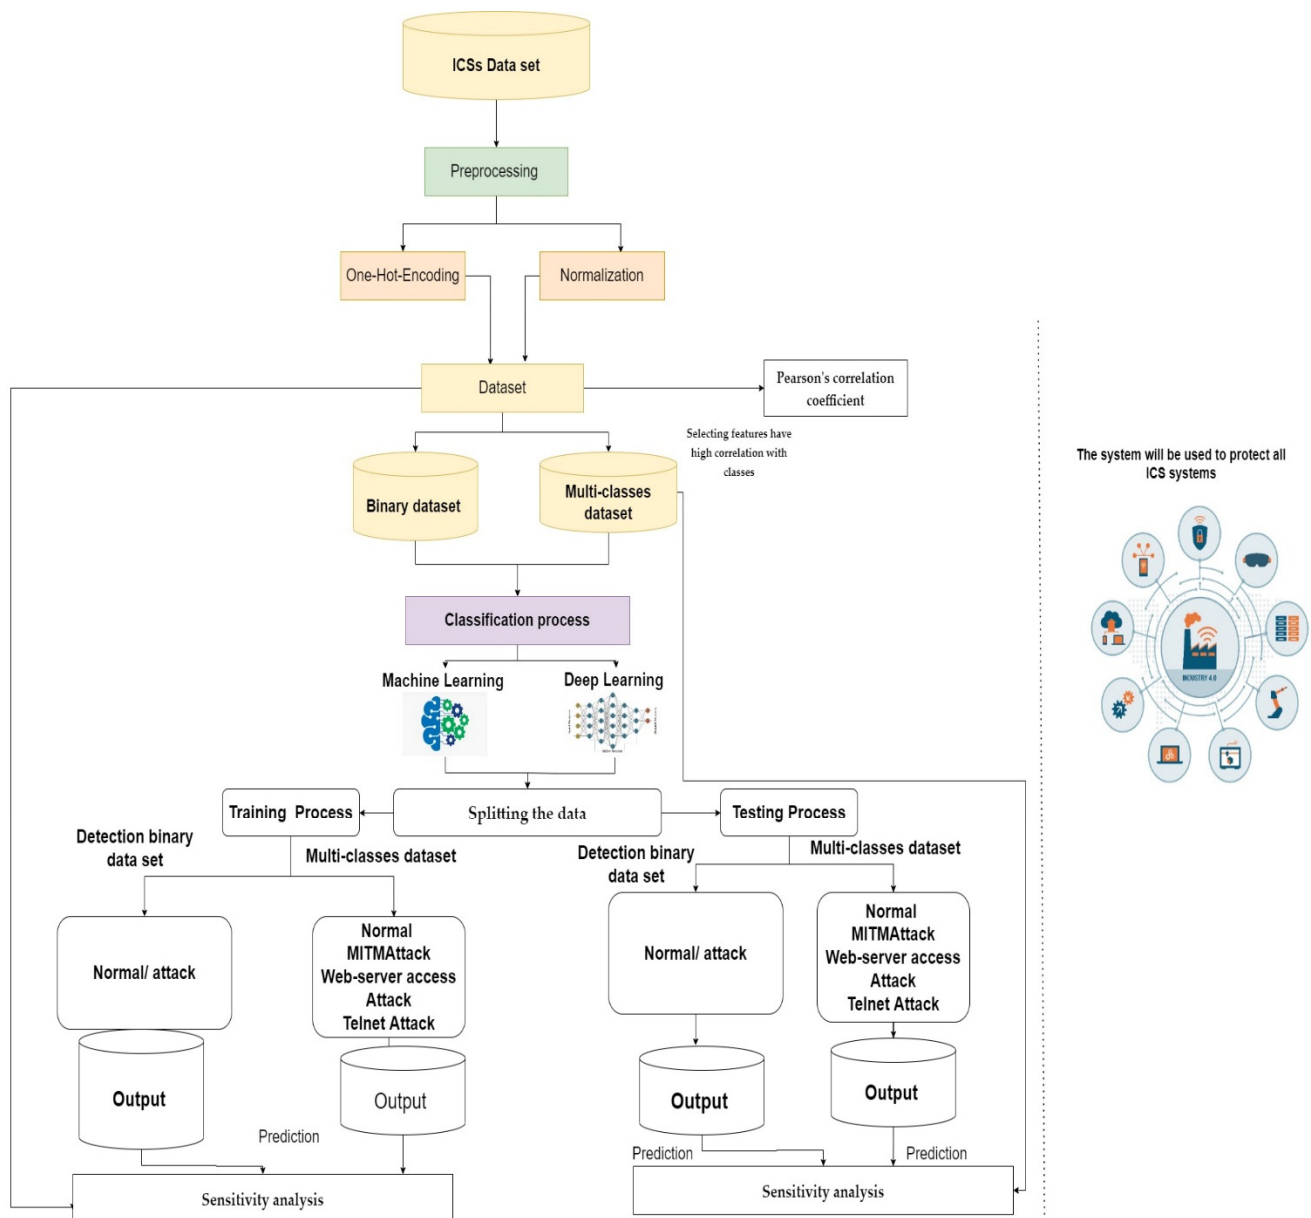 ICSs Data set
Preprocessing
One-Hot-Encoding
Normalization
Dataset
Pearson's correlation
coefficient
Selecting features have
high correlation with
classes
Binary dataset
Multi-classes
dataset
The system will be used to protect all
ICS systems
INDUSTRY 4.0
Classification process
Machine Learning
Deep Learning
Training Process
Splitting the data
Testing Process
Detection binary
data set
Multi-classes dataset
Detection binary
data set
Multi-classes dataset
Normal/ attack
Normal
MITMAttack
Web-server access
Attack
Telnet Attack
Normal/ attack
Normal
MITMAttack
Web-server access
Attack
Telnet Attack
Output
Output
Output
Output
Prediction
Prediction
Prediction
Sensitivity analysis
Sensitivity analysis